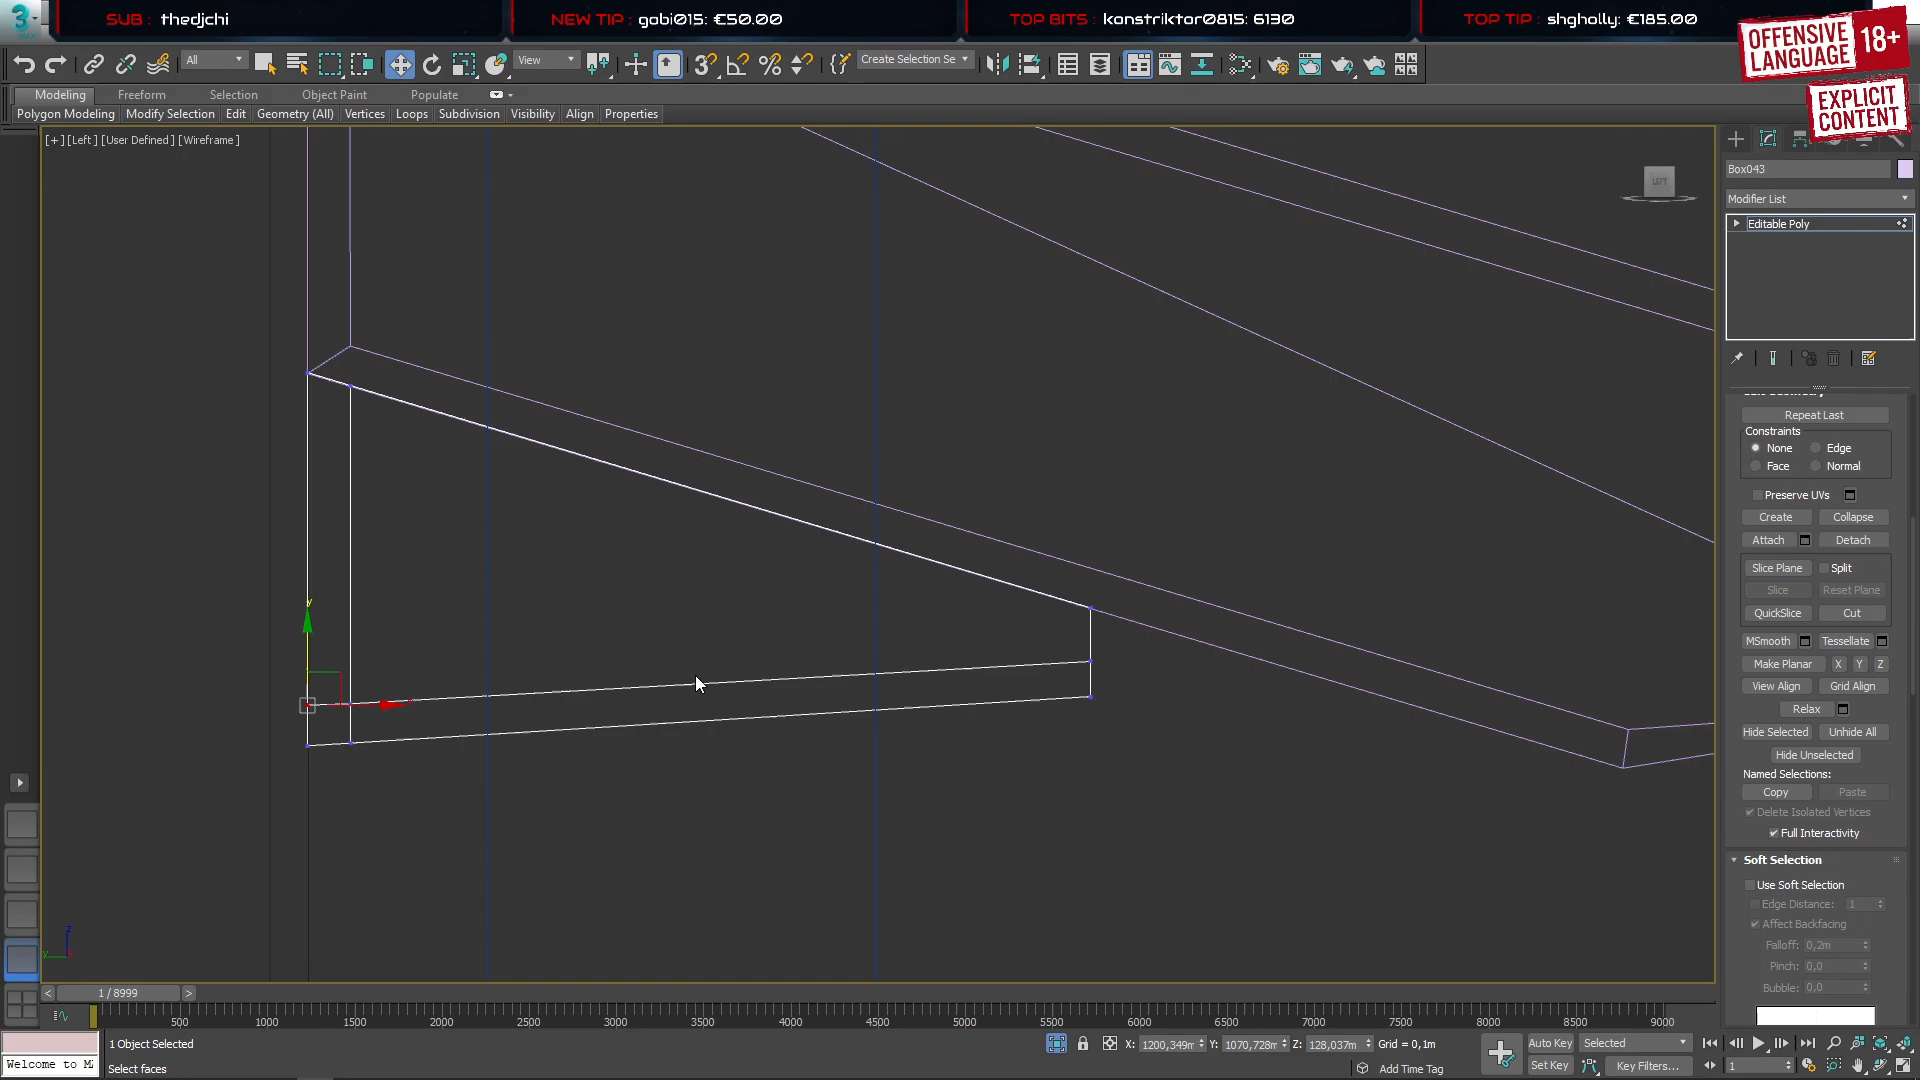 SUB : thedjchi
NEW TIP : gobi015: €50.00
TOP BITS : konstriktor0815: 6130
TOP TIP : shgholly: €185.00
OFFENSIVE LANGUAGE 18+
EXPLICIT CONTENT
All
View
Create Selection Se
Modeling Freeform Selection Object Paint Populate
Polygon Modeling Modify Selection Edit Geometry (All) Vertices Loops Subdivision Visibility Align Properties
[+] [Left] [User Defined] [Wireframe]
LEFT
Box043
Modifier List
Editable Poly
Repeat Last
Constraints
None Edge
Face Normal
Preserve UVs
Create Collapse
Attach Detach
Slice Plane Split
Slice Reset Plane
QuickSlice Cut
MSmooth Tessellate
Make Planar X Y Z
View Align Grid Align
Relax
Hide Selected Unhide All
Hide Unselected
Named Selections:
Copy Paste
Delete Isolated Vertices
Full Interactivity
Soft Selection
Use Soft Selection
Edge Distance: 1
Affect Backfacing
Falloff: 0,2m
Pinch: 0,0
Bubble: 0,0
y
z
y
< 1 / 8999 >
500 1000 1500 2000 2500 3000 3500 4000 4500 5000 5500 6000 6500 7000 7500 8000 8500 9000
1 Object Selected
X: 1200,349m Y: 1070,728m Z: 128,037m Grid = 0,1m
Auto Key Selected
Welcome to M
Select faces
Add Time Tag
Set Key Key Filters...
1